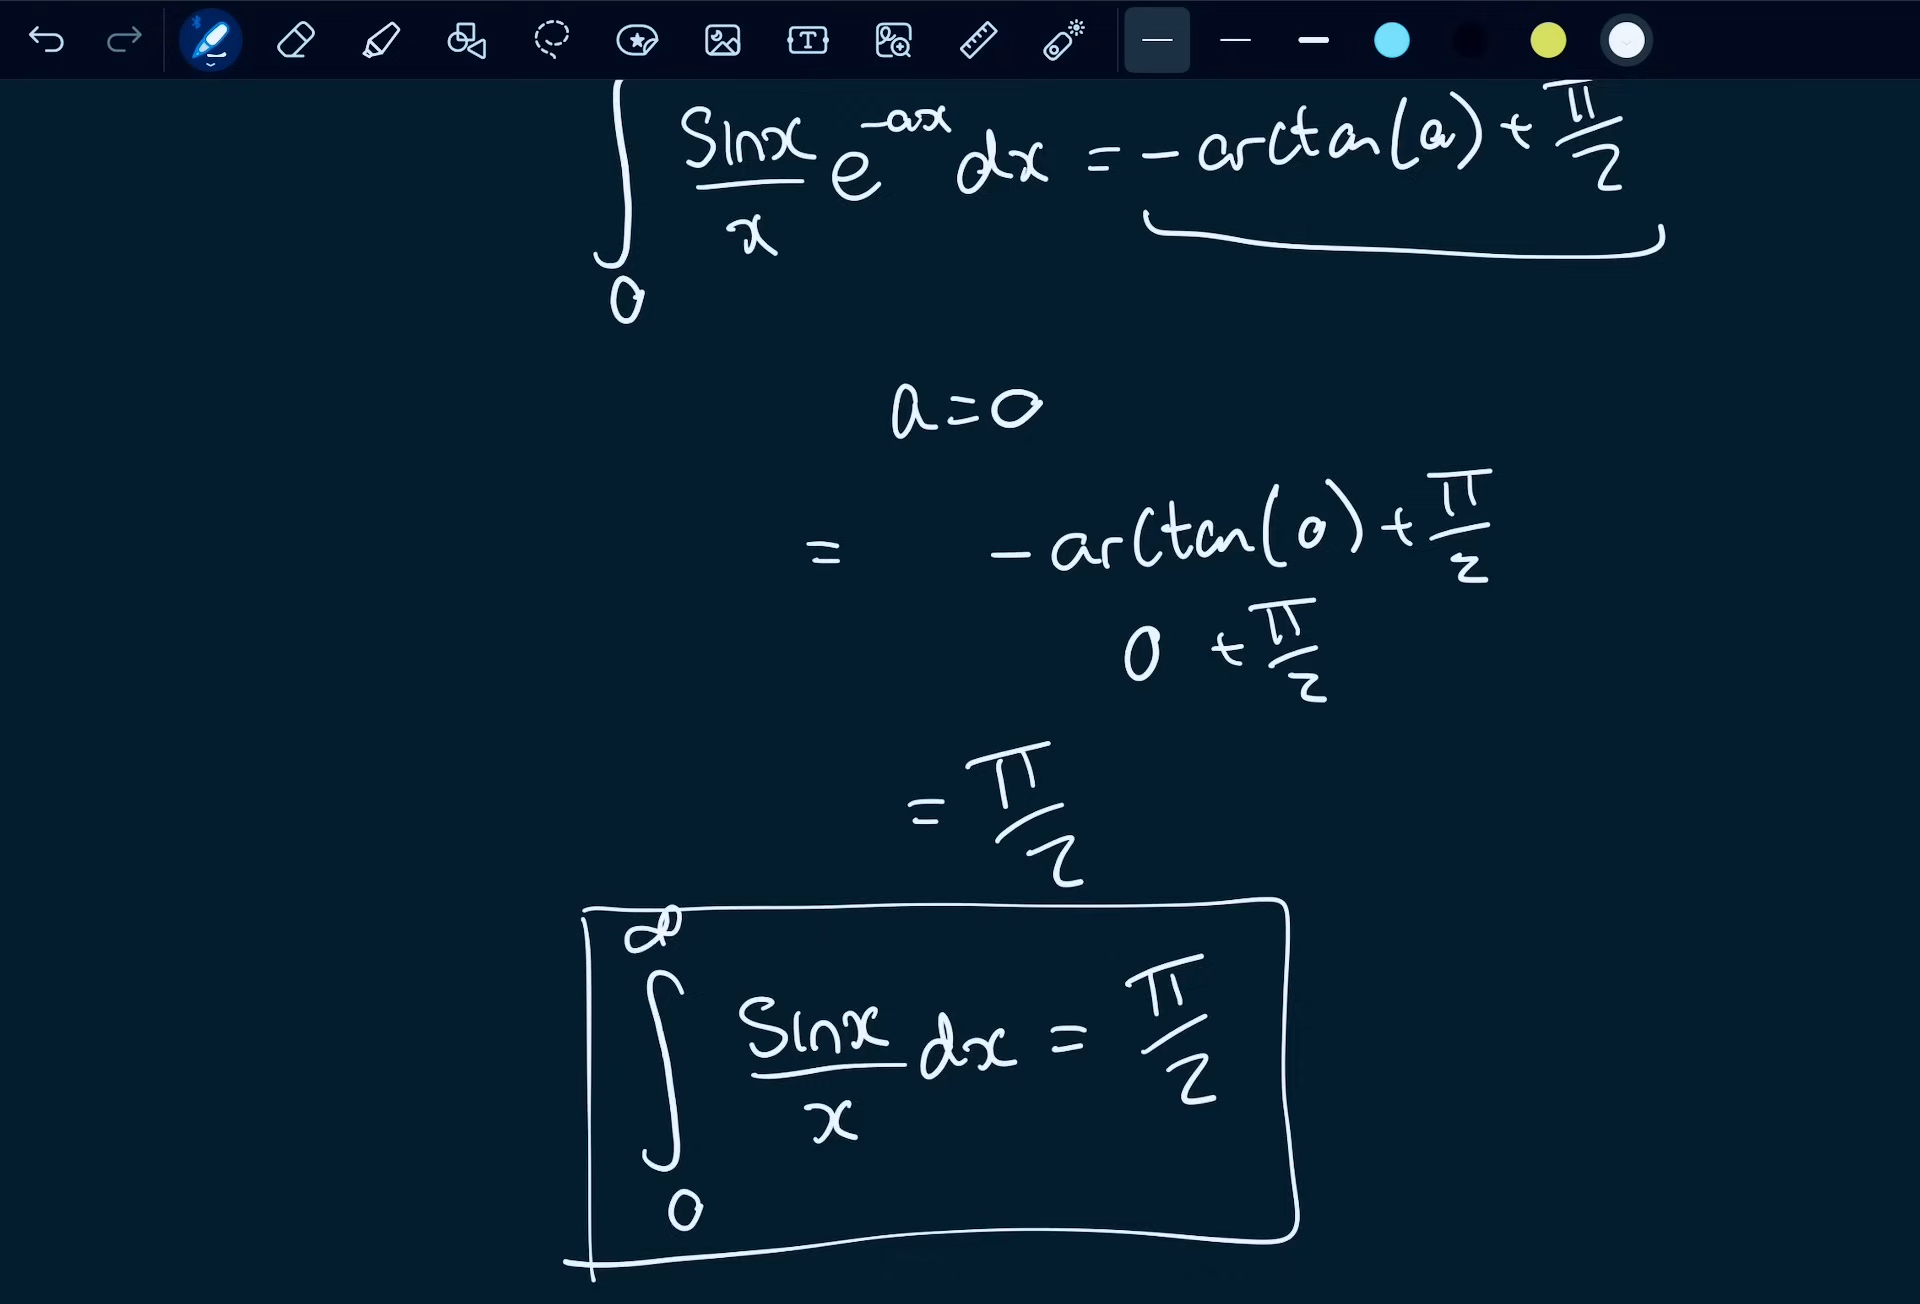 ∫₀ sinx/x e^(-ax) dx = -arctan(a) + π/2
a=0
= -arctan(0) + π/2
0 + π/2
= π/2
∫₀^∞ sinx/x dx = π/2